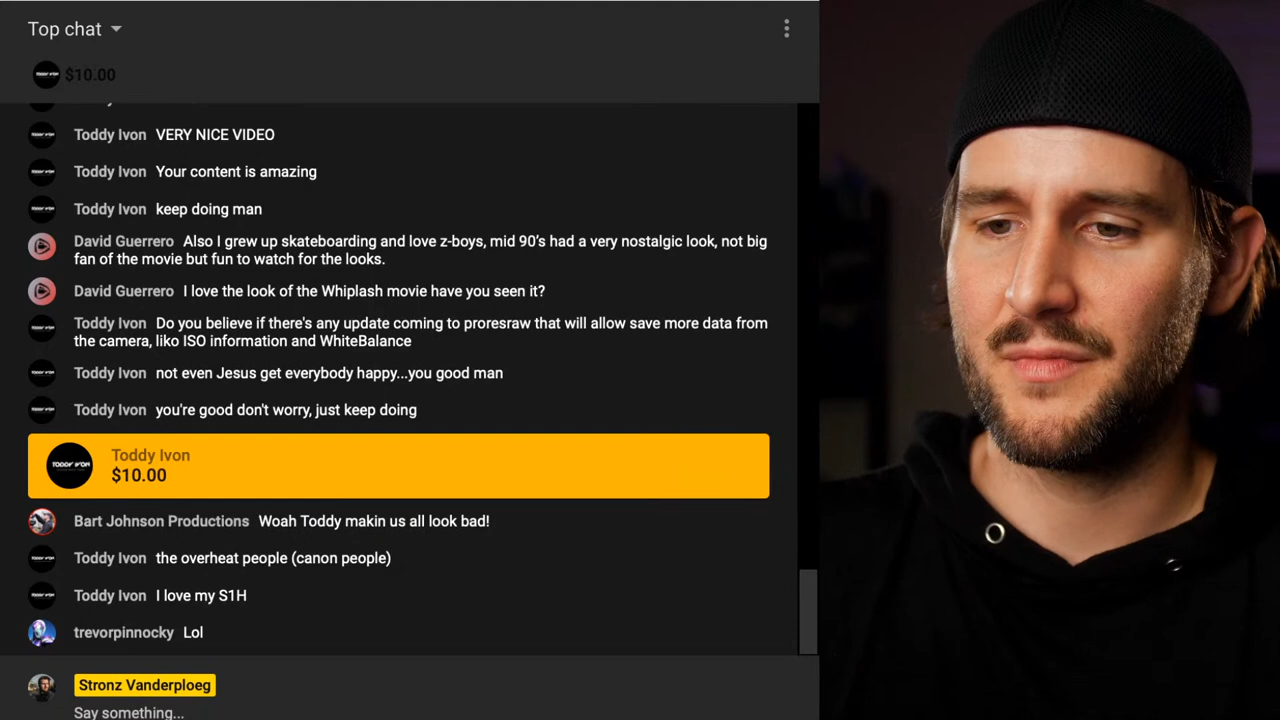 Top chat
$10.00
Toddy Ivon VERY NICE VIDEO
Toddy Ivon Your content is amazing
Toddy Ivon keep doing man
David Guerrero Also I grew up skateboarding and love z-boys, mid 90's had a very nostalgic look, not big
fan of the movie but fun to watch for the looks.
David Guerrero I love the look of the Whiplash movie have you seen it?
Toddy Ivon Do you believe if there's any update coming to proresraw that will allow save more data from
the camera, liko ISO information and WhiteBalance
Toddy Ivon not even Jesus get everybody happy...you good man
Toddy Ivon you're good don't worry, just keep doing
TODDY IVON
Toddy Ivon
$10.00
Bart Johnson Productions Woah Toddy makin us all look bad!
Toddy Ivon the overheat people (canon people)
Toddy Ivon I love my S1H
trevorpinnocky Lol
Stronz Vanderploeg
Say something...